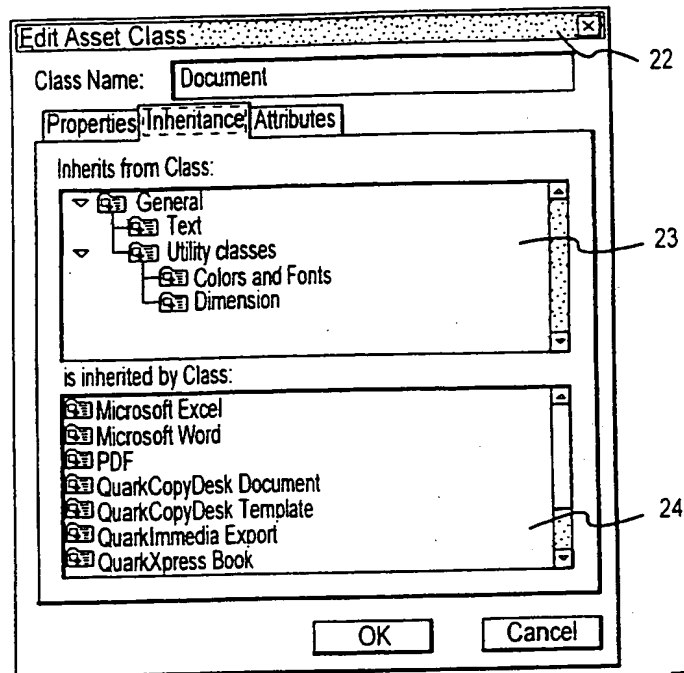 Edit Asset Class
22
Class Name: Document
Properties Inheritance Attributes
Inherits from Class:
General
Text
23
Utility classes
Colors and Fonts
Dimension
is inherited by Class:
Microsoft Excel
Microsoft Word
PDF
QuarkCopyDesk Document
QuarkCopyDesk Template
24
QuarkImmedia Export
QuarkXpress Book
OK Cancel